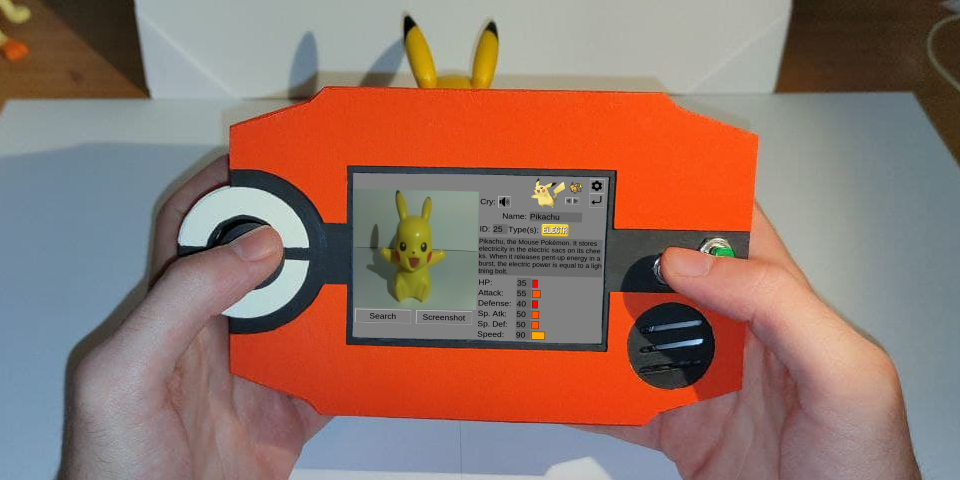 Cry:
Name: Pikachu
ID: 25 Type(s): ELECTR
Pikachu, the Mouse Pokémon. It stores
electricity in the electric sacs on its chee
ks. When it releases pent-up energy in a
burst, the electric power is equal to a ligh
tning bolt.
HP: 35
Attack: 55
Defense: 40
Sp. Atk: 50
Sp. Def: 50
Speed: 90
Search Screenshot